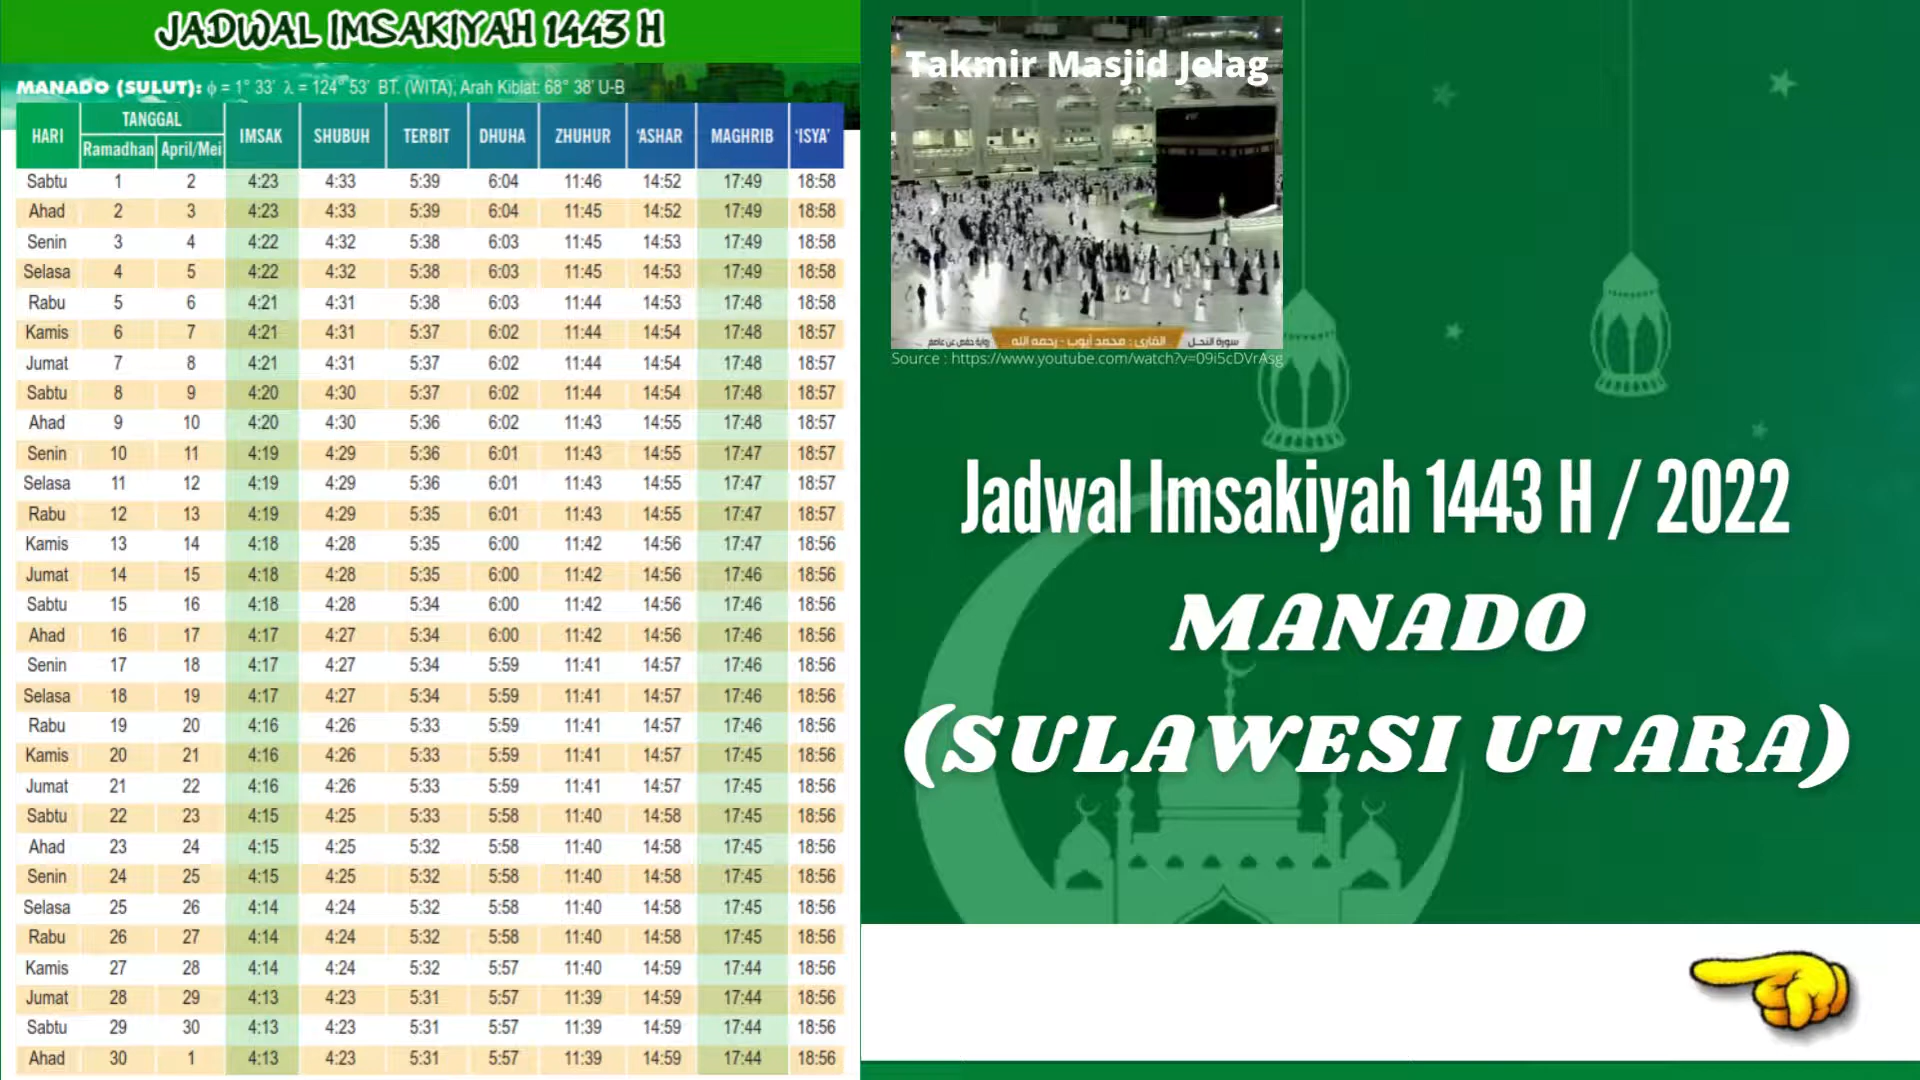 JADWAL IMSAKIYAH 1443 H
MANADO (SULUT): ϕ = 1° 33' λ = 124° 53' BT. (WITA), Arah Kiblat: 68° 38' U-B
HARI TANGGAL IMSAK SHUBUH TERBIT DHUHA ZHUHUR 'ASHAR MAGHRIB 'ISYA'
Ramadhan April/Mei
Sabtu 1 2 4:23 4:33 5:39 6:04 11:46 14:52 17:49 18:58
Ahad 2 3 4:23 4:33 5:39 6:04 11:45 14:52 17:49 18:58
Senin 3 4 4:22 4:32 5:38 6:03 11:45 14:53 17:49 18:58
Selasa 4 5 4:22 4:32 5:38 6:03 11:45 14:53 17:49 18:58
Rabu 5 6 4:21 4:31 5:38 6:03 11:44 14:53 17:48 18:58
Kamis 6 7 4:21 4:31 5:37 6:02 11:44 14:54 17:48 18:57
Jumat 7 8 4:21 4:31 5:37 6:02 11:44 14:54 17:48 18:57
Sabtu 8 9 4:20 4:30 5:37 6:02 11:44 14:54 17:48 18:57
Ahad 9 10 4:20 4:30 5:36 6:02 11:43 14:55 17:48 18:57
Senin 10 11 4:19 4:29 5:36 6:01 11:43 14:55 17:47 18:57
Selasa 11 12 4:19 4:29 5:36 6:01 11:43 14:55 17:47 18:57
Rabu 12 13 4:19 4:29 5:35 6:01 11:43 14:55 17:47 18:57
Kamis 13 14 4:18 4:28 5:35 6:00 11:42 14:56 17:47 18:56
Jumat 14 15 4:18 4:28 5:35 6:00 11:42 14:56 17:46 18:56
Sabtu 15 16 4:18 4:28 5:34 6:00 11:42 14:56 17:46 18:56
Ahad 16 17 4:17 4:27 5:34 6:00 11:42 14:56 17:46 18:56
Senin 17 18 4:17 4:27 5:34 5:59 11:41 14:57 17:46 18:56
Selasa 18 19 4:17 4:27 5:34 5:59 11:41 14:57 17:46 18:56
Rabu 19 20 4:16 4:26 5:33 5:59 11:41 14:57 17:46 18:56
Kamis 20 21 4:16 4:26 5:33 5:59 11:41 14:57 17:45 18:56
Jumat 21 22 4:16 4:26 5:33 5:59 11:41 14:57 17:45 18:56
Sabtu 22 23 4:15 4:25 5:33 5:58 11:40 14:58 17:45 18:56
Ahad 23 24 4:15 4:25 5:32 5:58 11:40 14:58 17:45 18:56
Senin 24 25 4:15 4:25 5:32 5:58 11:40 14:58 17:45 18:56
Selasa 25 26 4:14 4:24 5:32 5:58 11:40 14:58 17:45 18:56
Rabu 26 27 4:14 4:24 5:32 5:58 11:40 14:58 17:45 18:56
Kamis 27 28 4:14 4:24 5:32 5:57 11:40 14:59 17:44 18:56
Jumat 28 29 4:13 4:23 5:31 5:57 11:39 14:59 17:44 18:56
Sabtu 29 30 4:13 4:23 5:31 5:57 11:39 14:59 17:44 18:56
Ahad 30 1 4:13 4:23 5:31 5:57 11:39 14:59 17:44 18:56
Takmir Masjid Jelag
سورة النحل القارئ : محمد أيوب - رحمه الله رواية حفص عن عاصم
Source : https://www.youtube.com/watch?v=09i5cDVrAsg
Jadwal Imsakiyah 1443 H / 2022
MANADO
(SULAWESI UTARA)